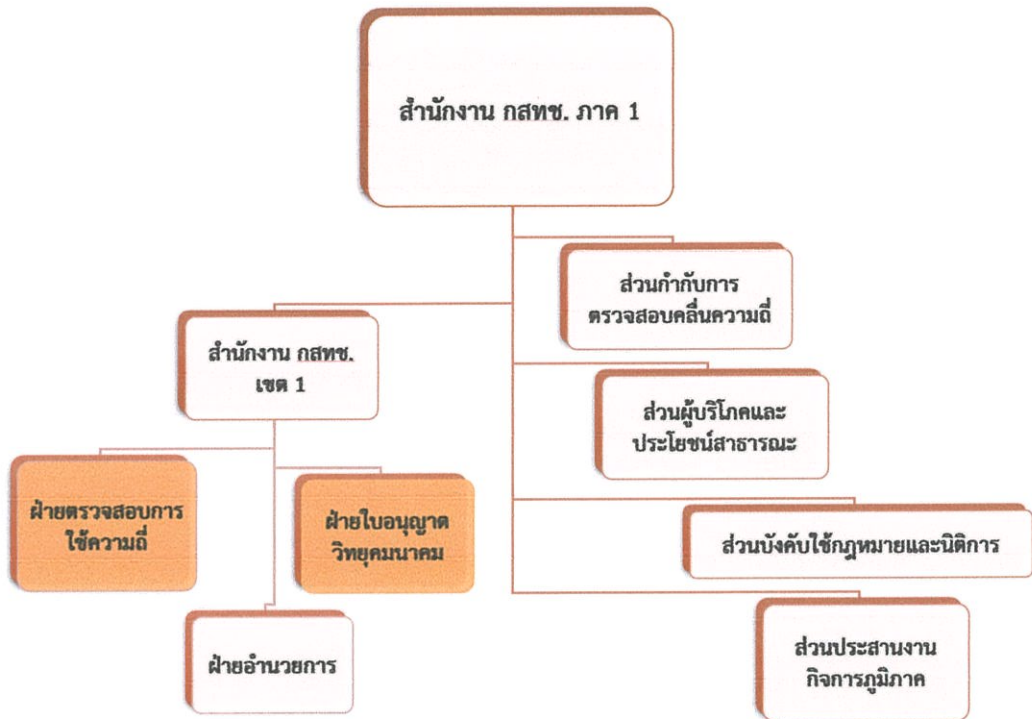 สำนักงาน กสทช. ภาค 1
ส่วนกำกับการ
ตรวจสอบคลื่นความถี่
สำนักงาน กสทช.
เขต 1
ส่วนผู้บริโภคและ
ประโยชน์สาธารณะ
ฝ่ายตรวจสอบการ
ใช้ความถี่
ฝ่ายใบอนุญาต
วิทยุคมนาคม
ส่วนบังคับใช้กฎหมายและนิติการ
ฝ่ายอำนวยการ
ส่วนประสานงาน
กิจการภูมิภาค